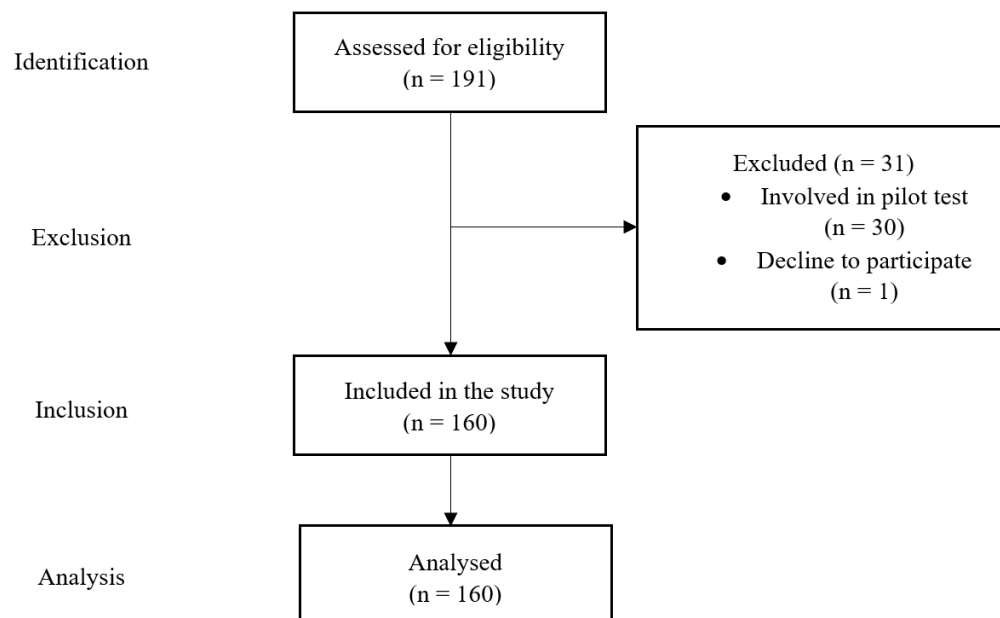 Identification
Assessed for eligibility
(n = 191)
Exclusion
Excluded (n = 31)
• Involved in pilot test
(n = 30)
• Decline to participate
(n = 1)
Inclusion
Included in the study
(n = 160)
Analysis
Analysed
(n = 160)